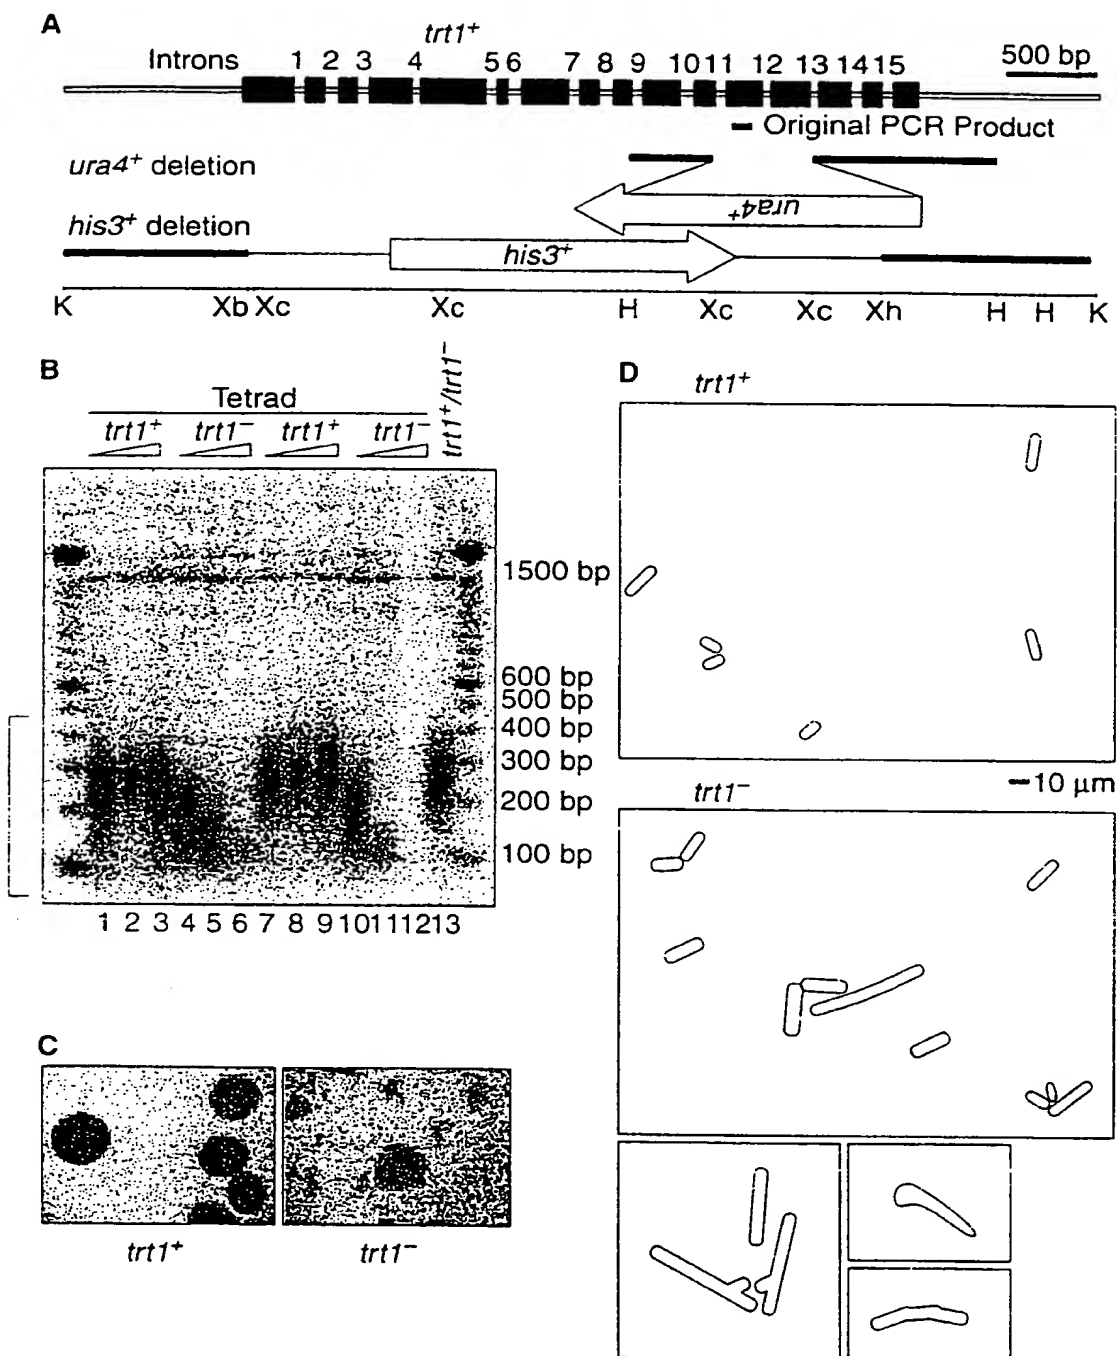 A
trt1+
Introns 1 2 3 4 5 6 7 8 9 10 11 12 13 14 15
500 bp
Original PCR Product
ura4+ deletion
ura4+
his3+ deletion
his3+
K Xb Xc Xc H Xc Xc Xh H H K
B
Tetrad
trt1+ trt1− trt1+ trt1− trt1+/trt1−
1500 bp
600 bp
500 bp
400 bp
300 bp
200 bp
100 bp
1 2 3 4 5 6 7 8 9 10 11 12 13
C
trt1+ trt1−
D
trt1+
10 µm
trt1−